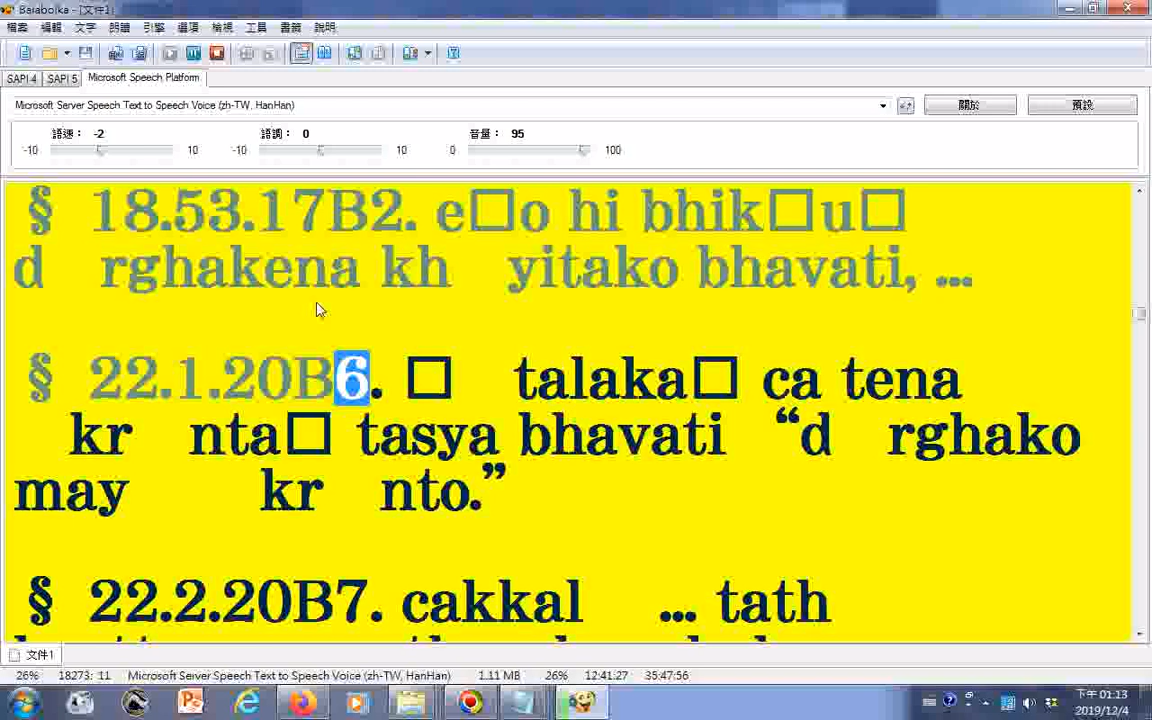 Balabolka - [文件1]
檔案 編輯 文字 朗讀 引擎 選項 檢視 工具 書籤 說明
SAPI 4 SAPI 5 Microsoft Speech Platform
Microsoft Server Speech Text to Speech Voice (zh-TW, HanHan) 關於 預設
語速： -2 語調： 0 音量： 95
-10 10 -10 10 0 100
§ 18.53.17B2. e□o hi bhik□u□
d rghakena kh yitako bhavati, ...
§ 22.1.20B6. □ talaka□ ca tena
kr nta□ tasya bhavati “d rghako
may kr nto.”
§ 22.2.20B7. cakkal ... tath
文件1
26% 18273: 11 Microsoft Server Speech Text to Speech Voice (zh-TW, HanHan) 1.11 MB 26% 12:41:27 35:47:56
下午 01:13
2019/12/4